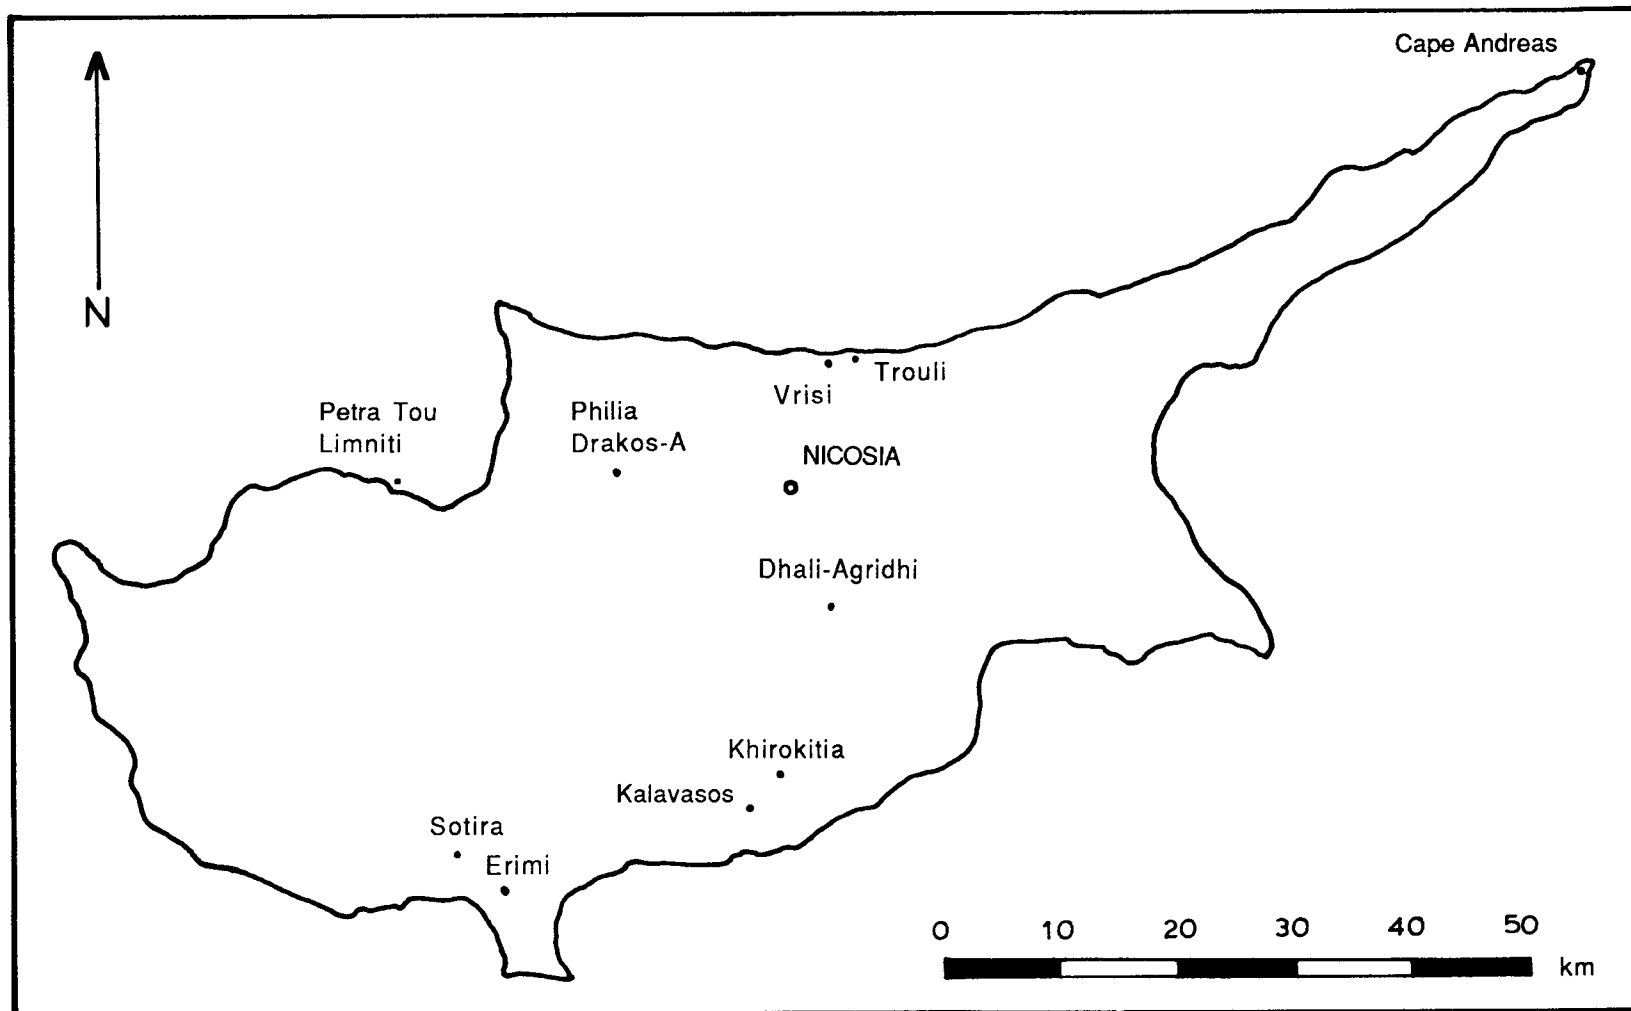 Cape Andreas
N
Trouli
Vrisi
Petra Tou
Limniti
Philia
Drakos-A
NICOSIA
Dhali-Agridhi
Khirokitia
Kalavasos
Sotira
Erimi
0 10 20 30 40 50
km